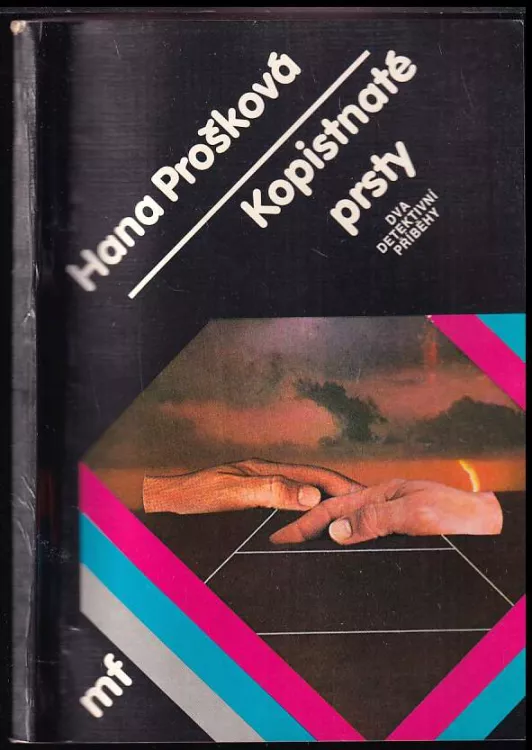 Hana Prošková
Kopistnaté
prsty
DVA
DETEKTIVNÍ
PŘÍBĚHY
mf